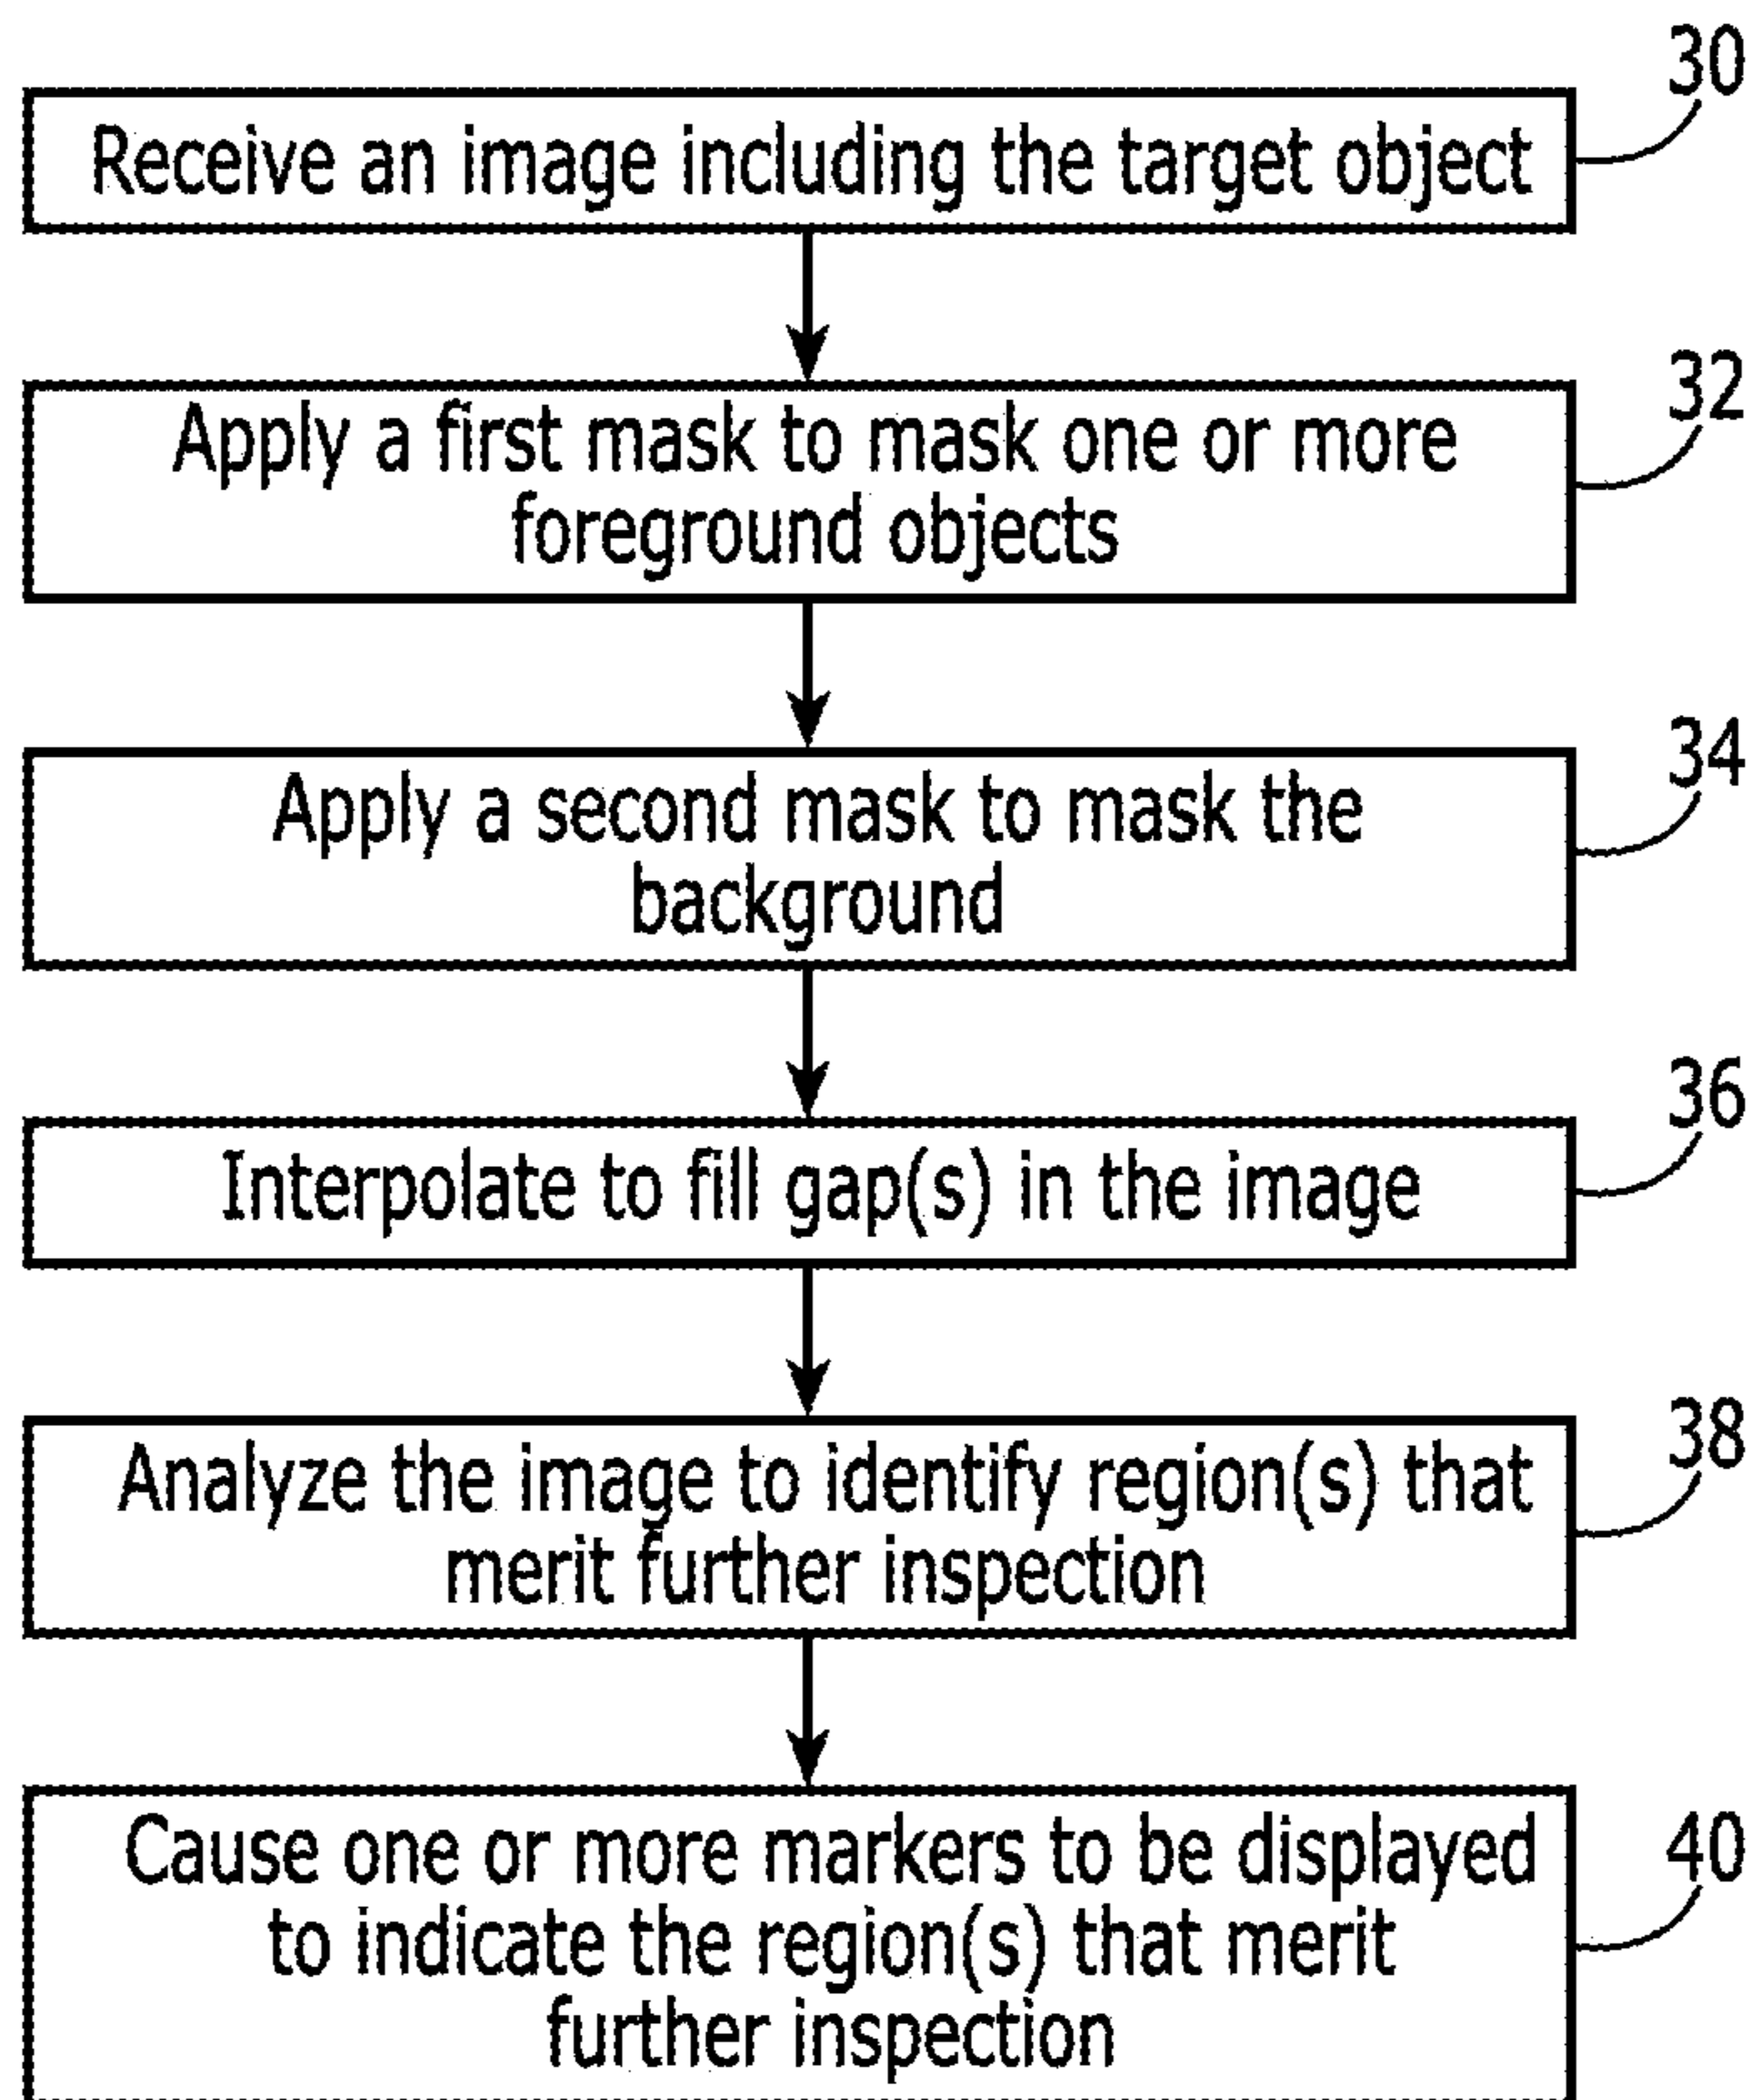 30
Receive an image including the target object
32
Apply a first mask to mask one or more
foreground objects
34
Apply a second mask to mask the
background
36
Interpolate to fill gap(s) in the image
38
Analyze the image to identify region(s) that
merit further inspection
40
Cause one or more markers to be displayed
to indicate the region(s) that merit
further inspection